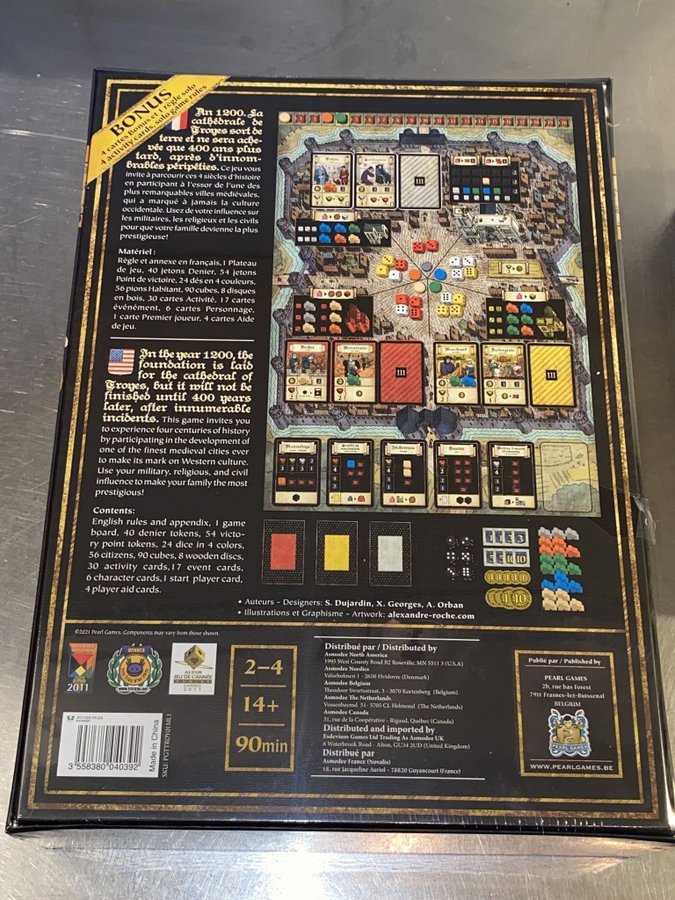 BONUS
4 cartes Bonus et 1 règle solo
4 activity cards, solo game rules
An 1200. La
cathédrale de
Troyes sort de
terre et ne sera ache-
vée que 400 ans plus
tard, après d'innom-
brables péripéties. Ce jeu vous
invite à parcourir ces 4 siècles d'histoire
en participant à l'essor de l'une des
plus remarquables villes médiévales,
qui a marqué à jamais la culture
occidentale. Usez de votre influence sur
les militaires, les religieux et les civils
pour que votre famille devienne la plus
prestigieuse!
Matériel :
Règle et annexe en français, 1 Plateau
de jeu, 40 jetons Denier, 54 jetons
Point de victoire, 24 dés en 4 couleurs,
56 pions Habitant, 90 cubes, 8 disques
en bois, 30 cartes Activité, 17 cartes
événement, 6 cartes Personnage,
1 carte Premier joueur, 4 cartes Aide
de jeu.
In the year 1200, the
foundation is laid
for the cathedral of
Troyes, but it will not be
finished until 400 years
later, after innumerable
incidents. This game invites you
to experience four centuries of history
by participating in the development of
one of the finest medieval cities ever
to make its mark on Western culture.
Use your military, religious, and civil
influence to make your family the most
prestigious!
Contents:
English rules and appendix, 1 game
board, 40 denier tokens, 54 victo-
ry point tokens, 24 dice in 4 colors,
56 citizens, 90 cubes, 8 wooden discs,
30 activity cards, 17 event cards,
6 character cards, 1 start player card,
4 player aid cards.
III
III
III
• Auteurs - Designers: S. Dujardin, X. Georges, A. Orban
• Illustrations et Graphisme - Artwork: alexandre-roche.com
©2021 Pearl Games. Components may vary from those shown.
2011
2–4
14+
90min
3 558380 040392
Made in China
Distribué par / Distributed by
Asmodee North America
1995 West County Road B2 Roseville, MN 55113 (U.S.A)
Asmodee Nordics
Valseholmen 1 - 2650 Hvidovre (Denmark)
Asmodee Belgium
Theodoor Swartsstraat, 3 - 3070 Kortenberg (Belgium)
Asmodee The Netherlands
Vossenbeemd 51 - 5705 CL Helmond (The Netherlands)
Asmodee Canada
31, rue de la Coopérative - Rigaud, Quebec (Canada)
Distributed and imported by
Esdevium Games Ltd Trading As Asmodee UK
6 Waterbrook Road - Alton, GU34 2UD (United Kingdom)
Distribué par
Asmodee France (Novalis)
18, rue Jacqueline Auriol - 78280 Guyancourt (France)
Publié par / Published by
PEARL GAMES
2b, rue bas Forest
7911 Frasnes-lez-Buissenal
BELGIUM
PEARL GAMES
WWW.PEARLGAMES.BE